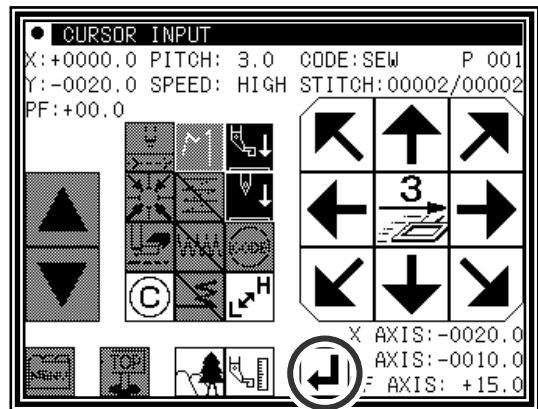 CURSOR INPUT
X:+0000.0 PITCH: 3.0 CODE:SEW P 001
Y:-0020.0 SPEED: HIGH STITCH:00002/00002
PF:+00.0
3
CODE
C
L H
X AXIS:-0020.0
AXIS:-0010.0
MENU TOP
AXIS: +15.0